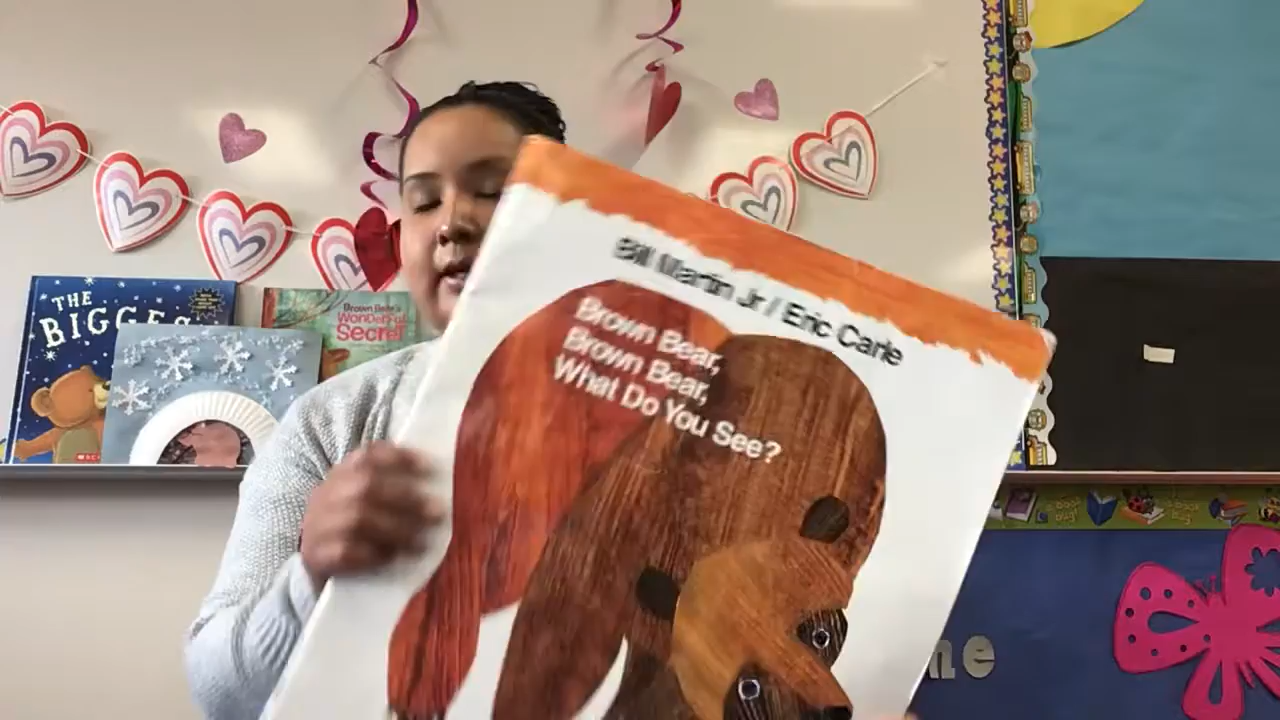 Bill Martin Jr / Eric Carle
Brown Bear,
Brown Bear,
What Do You See?
THE
BIGGES
Brown Bear's
Wonderful
Secret